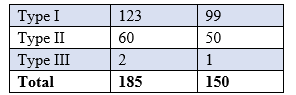 Type I 123 99
Type II 60 50
Type III 2 1
Total 185 150